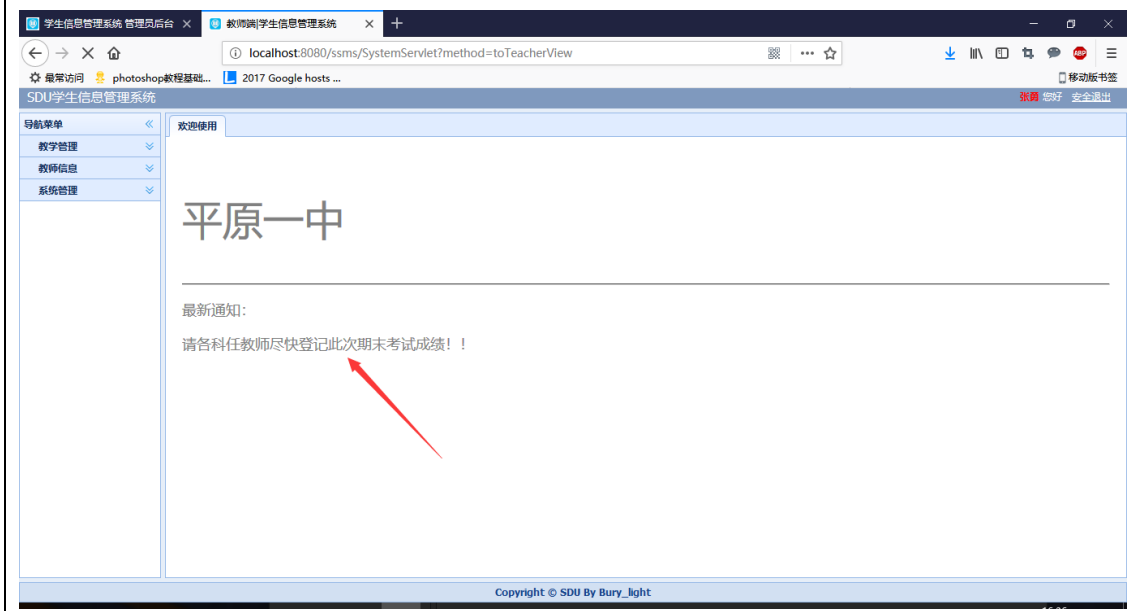 学生信息管理系统 管理员后台
教师端|学生信息管理系统
localhost:8080/ssms/SystemServlet?method=toTeacherView
最常访问 photoshop教程基础... 2017 Google hosts ... 移动版书签
SDU学生信息管理系统 张勇 您好 安全退出
导航菜单
教学管理
教师信息
系统管理
欢迎使用
平原一中
最新通知：
请各科任教师尽快登记此次期末考试成绩！！
Copyright © SDU By Bury_light